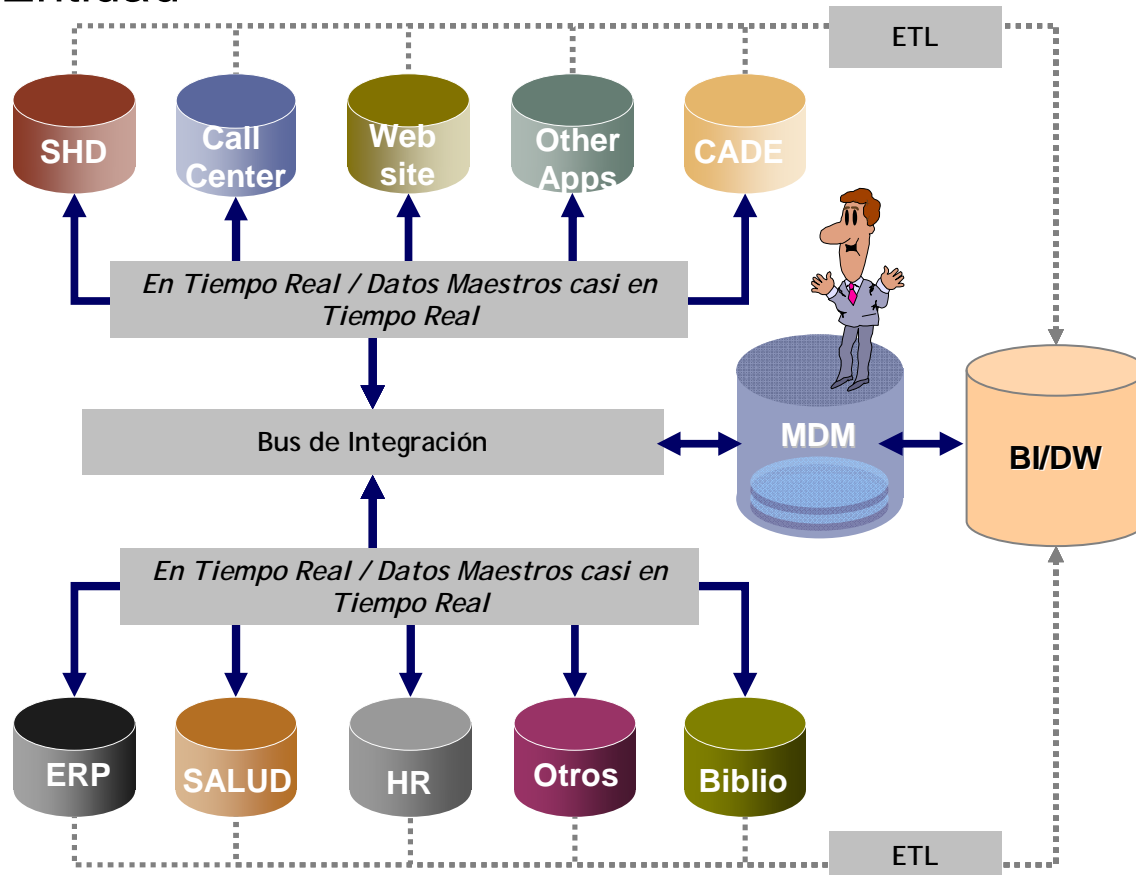 Entidad
ETL
SHD
Call
Center
Web
site
Other
Apps
CADE
En Tiempo Real / Datos Maestros casi en
Tiempo Real
Bus de Integración
MDM
BI/DW
En Tiempo Real / Datos Maestros casi en
Tiempo Real
ERP
SALUD
HR
Otros
Biblio
ETL